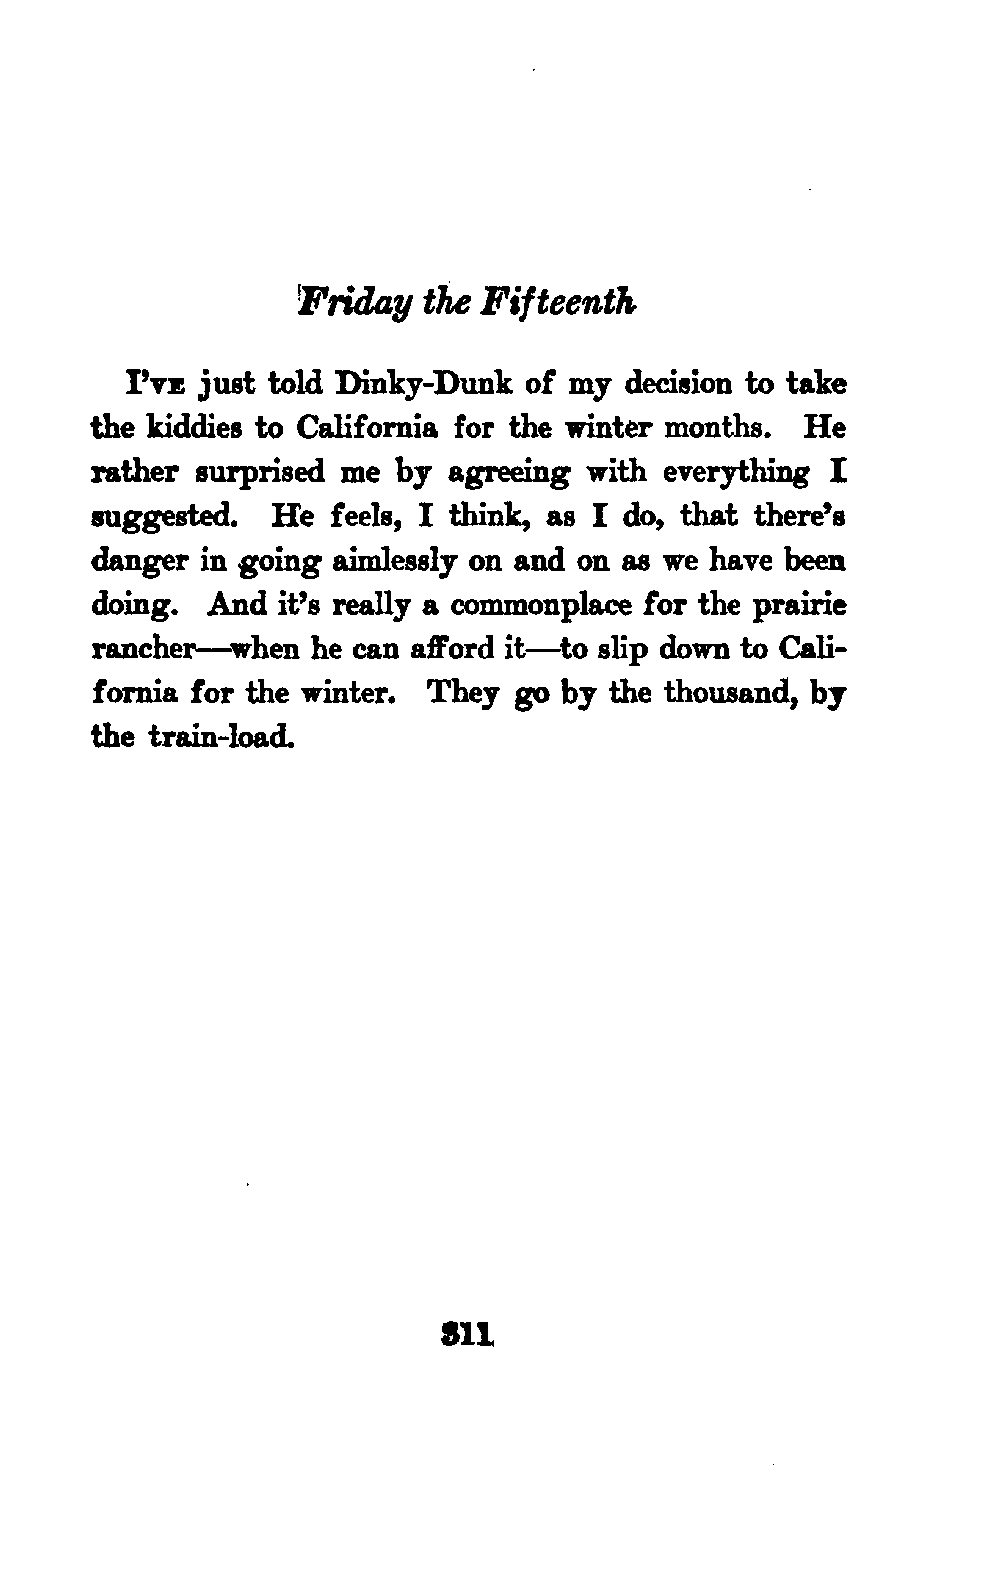 Friday the Fifteenth
I'VE just told Dinky-Dunk of my decision to take
the kiddies to California for the winter months. He
rather surprised me by agreeing with everything I
suggested. He feels, I think, as I do, that there's
danger in going aimlessly on and on as we have been
doing. And it's really a commonplace for the prairie
rancher—when he can afford it—to slip down to Cali-
fornia for the winter. They go by the thousand, by
the train-load.
311